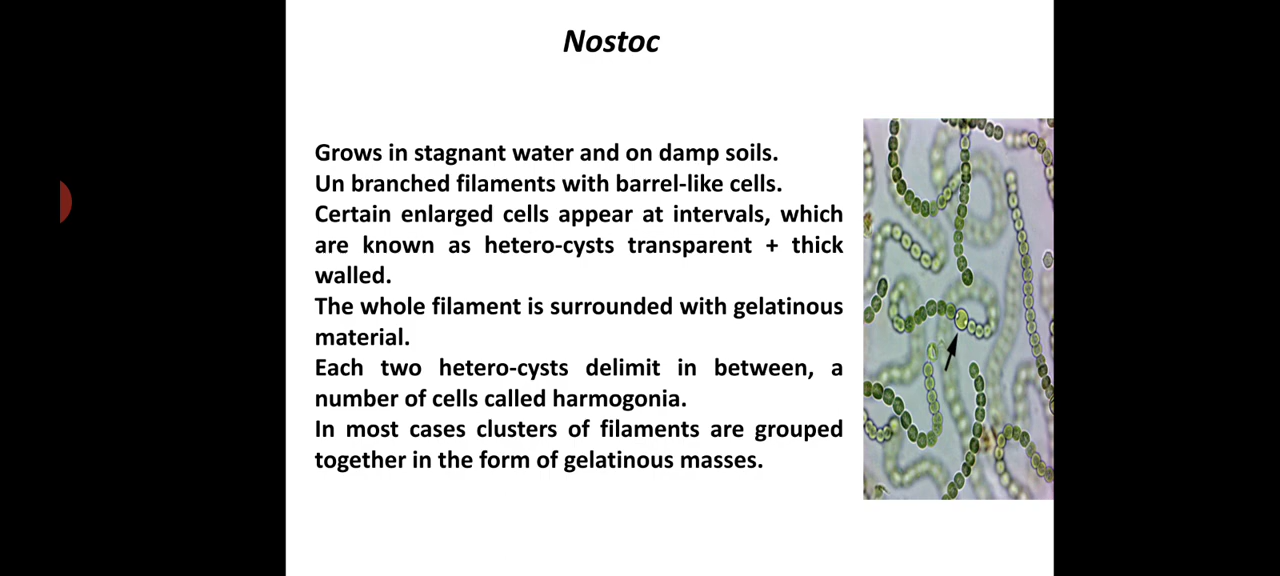 Nostoc
Grows in stagnant water and on damp soils.
Un branched filaments with barrel-like cells.
Certain enlarged cells appear at intervals, which
are known as hetero-cysts transparent + thick
walled.
The whole filament is surrounded with gelatinous
material.
Each two hetero-cysts delimit in between, a
number of cells called harmogonia.
In most cases clusters of filaments are grouped
together in the form of gelatinous masses.